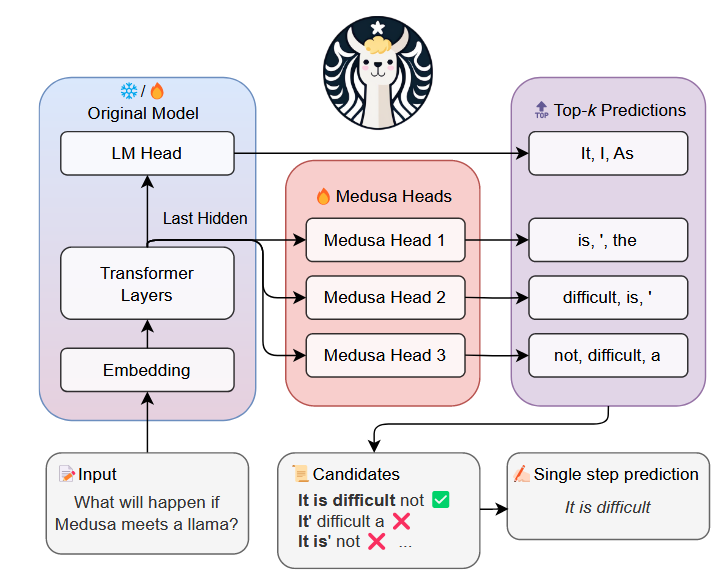 ❄️/🔥
Original Model
LM Head
Last Hidden
Transformer
Layers
Embedding
🔥 Medusa Heads
Medusa Head 1
Medusa Head 2
Medusa Head 3
TOP
Top-k Predictions
It, I, As
is, ', the
difficult, is, '
not, difficult, a
Input
What will happen if
Medusa meets a llama?
Candidates
It is difficult not ✅
It' difficult a ❌
It is' not ❌ ...
Single step prediction
It is difficult